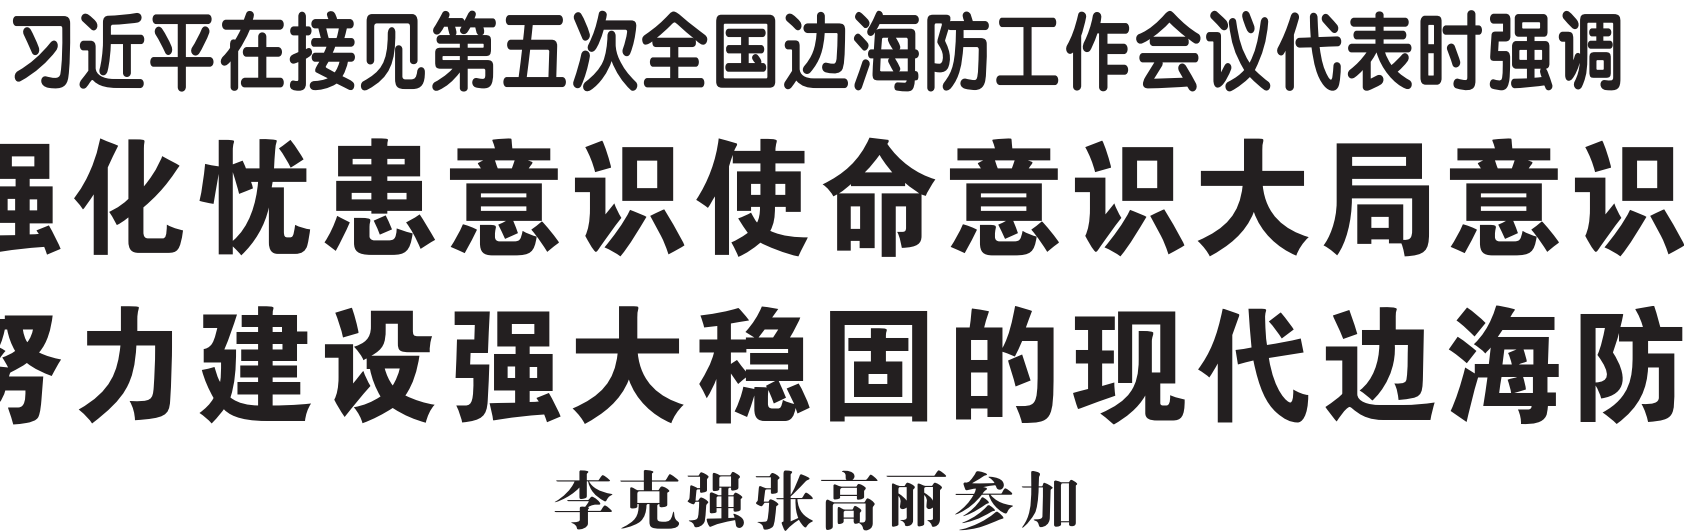 习近平在接见第五次全国边海防工作会议代表时强调
强化忧患意识使命意识大局意识
努力建设强大稳固的现代边海防
李克强张高丽参加